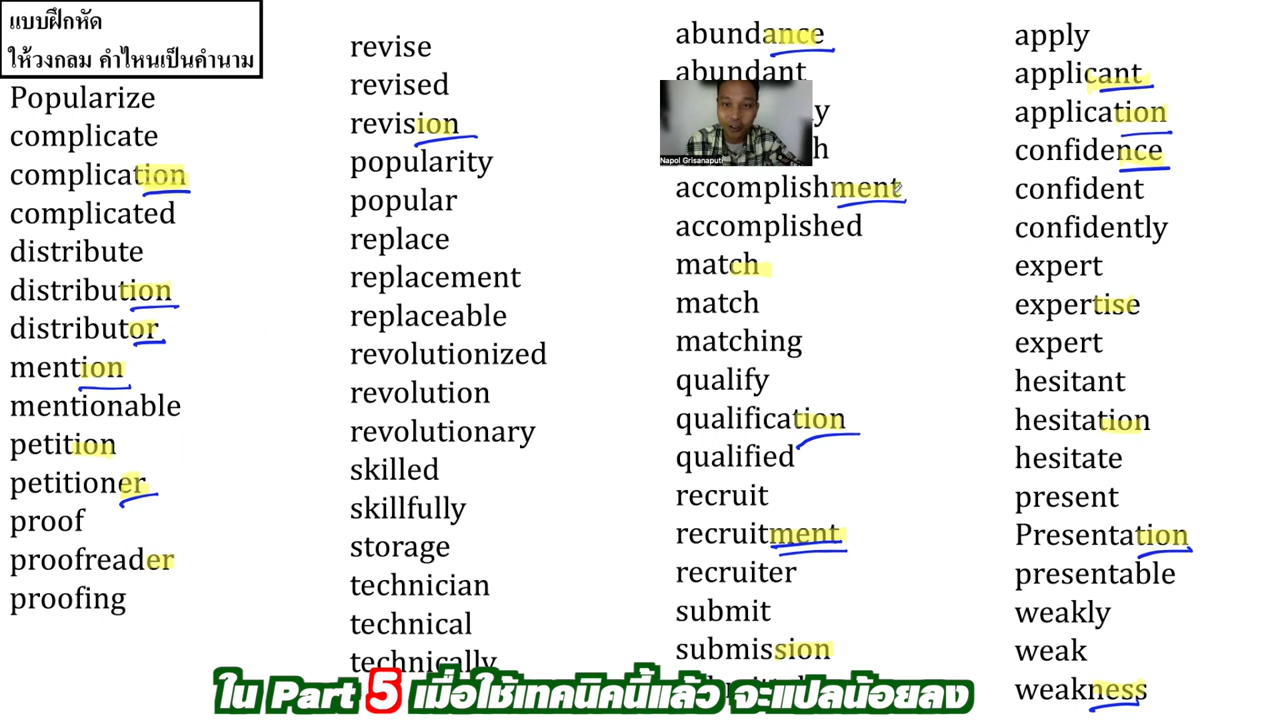 แบบฝึกหัด
ให้วงกลม คำไหนเป็นคำนาม
Popularize
complicate
complication
complicated
distribute
distribution
distributor
mention
mentionable
petition
petitioner
proof
proofreader
proofing
revise
revised
revision
popularity
popular
replace
replacement
replaceable
revolutionized
revolution
revolutionary
skilled
skillfully
storage
technician
technical
technically
abundance
abundant
Napol Grisanaputi
accomplishment
accomplished
match
match
matching
qualify
qualification
qualified
recruit
recruitment
recruiter
submit
submission
apply
applicant
application
confidence
confident
confidently
expert
expertise
expert
hesitant
hesitation
hesitate
present
Presentation
presentable
weakly
weak
weakness
ใน Part 5 เมื่อใช้เทคนิคนี้แล้ว จะแปลน้อยลง